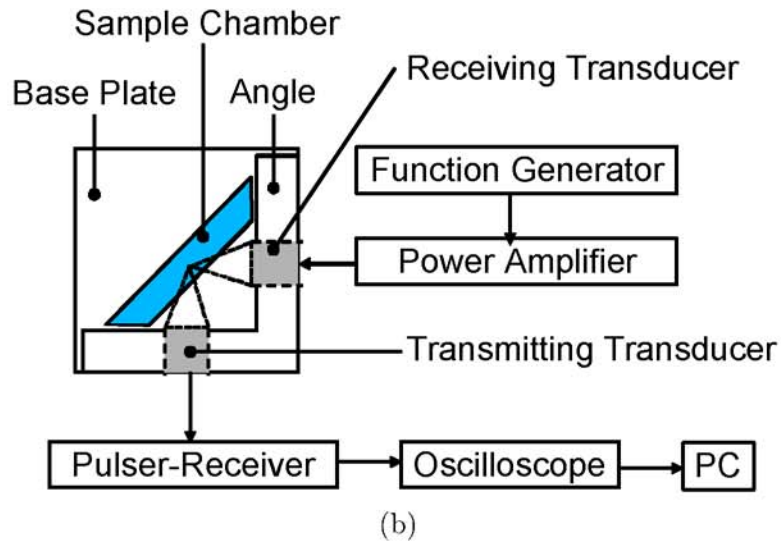 Sample Chamber
Base Plate
Angle
Receiving Transducer
Function Generator
Power Amplifier
Transmitting Transducer
Pulser-Receiver
Oscilloscope
PC
(b)